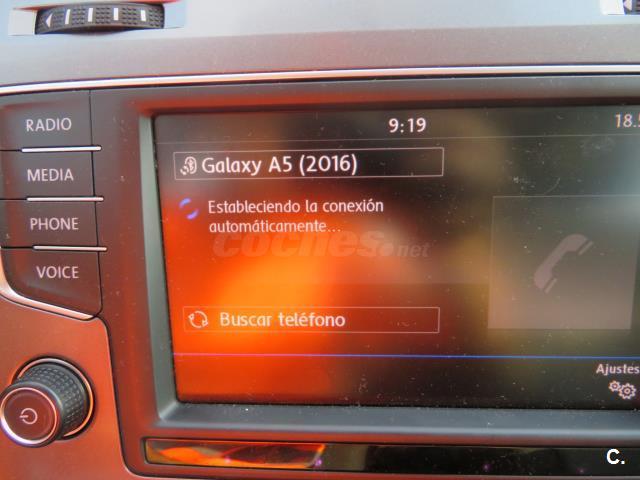 RADIO
MEDIA
PHONE
VOICE
9:19
18.5
Galaxy A5 (2016)
Estableciendo la conexión
automáticamente...
coches.net
Buscar teléfono
Ajustes
C.